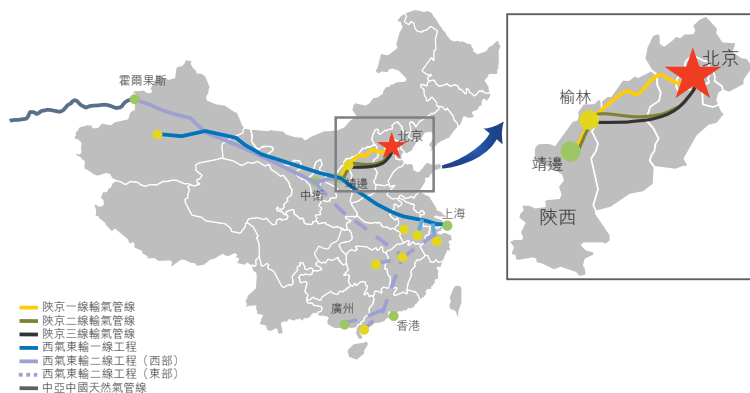 霍爾果斯
北京
靖邊
中衛
上海
廣州
香港
陝京一線輸氣管線
陝京二線輸氣管線
陝京三線輸氣管線
西氣東輸一線工程
西氣東輸二線工程（西部）
西氣東輸二線工程（東部）
中亞中國天然氣管線
北京
榆林
靖邊
陝西